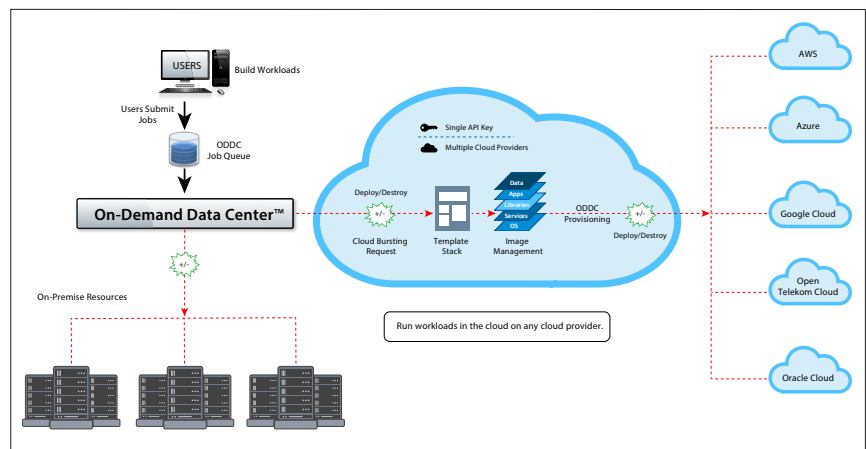 USERS
Build Workloads
Users Submit
Jobs
ODDC
Job Queue
On-Demand Data Center™
+/-
On-Premise Resources
Single API Key
Multiple Cloud Providers
Deploy/Destroy
+/-
Cloud Bursting
Request
Template
Stack
Data
Apps
Libraries
Services
OS
Image
Management
ODDC
Provisioning
+/-
Deploy/Destroy
Run workloads in the cloud on any cloud provider.
AWS
Azure
Google Cloud
Open
Telekom Cloud
Oracle Cloud